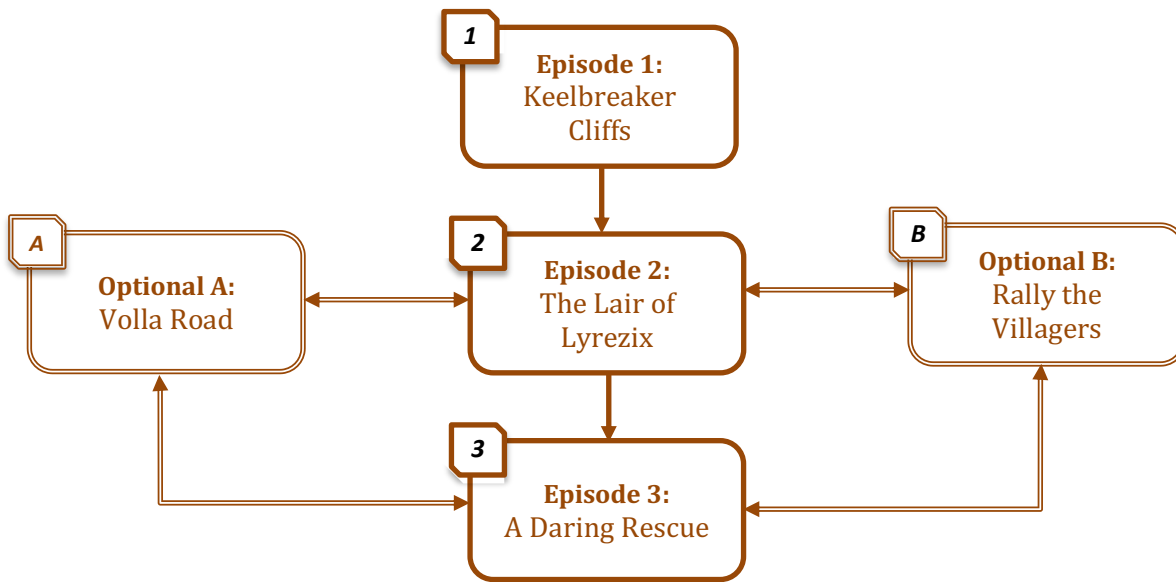 1
Episode 1:
Keelbreaker
Cliffs
A
Optional A:
Volla Road
2
Episode 2:
The Lair of
Lyrezix
B
Optional B:
Rally the
Villagers
3
Episode 3:
A Daring Rescue